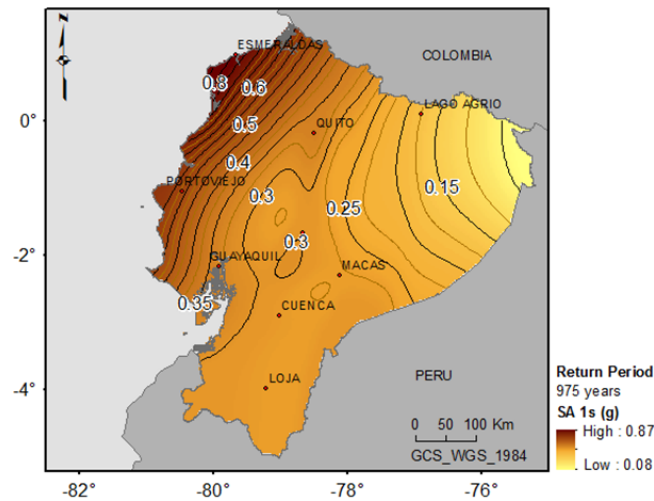 Z
ESMERALDAS
COLOMBIA
0.8
0.6
LAGO AGRIO
0°
0.5
QUITO
0.4
PORTOVIEJO
0.3
0.25
0.15
-2°
GUAYAQUIL
0.3
MACAS
0.35
CUENCA
-4°
LOJA
PERU
0 50 100 Km
GCS_WGS_1984
Return Period
975 years
SA 1s (g)
High : 0.87
Low : 0.08
-82 -80 -78 -76